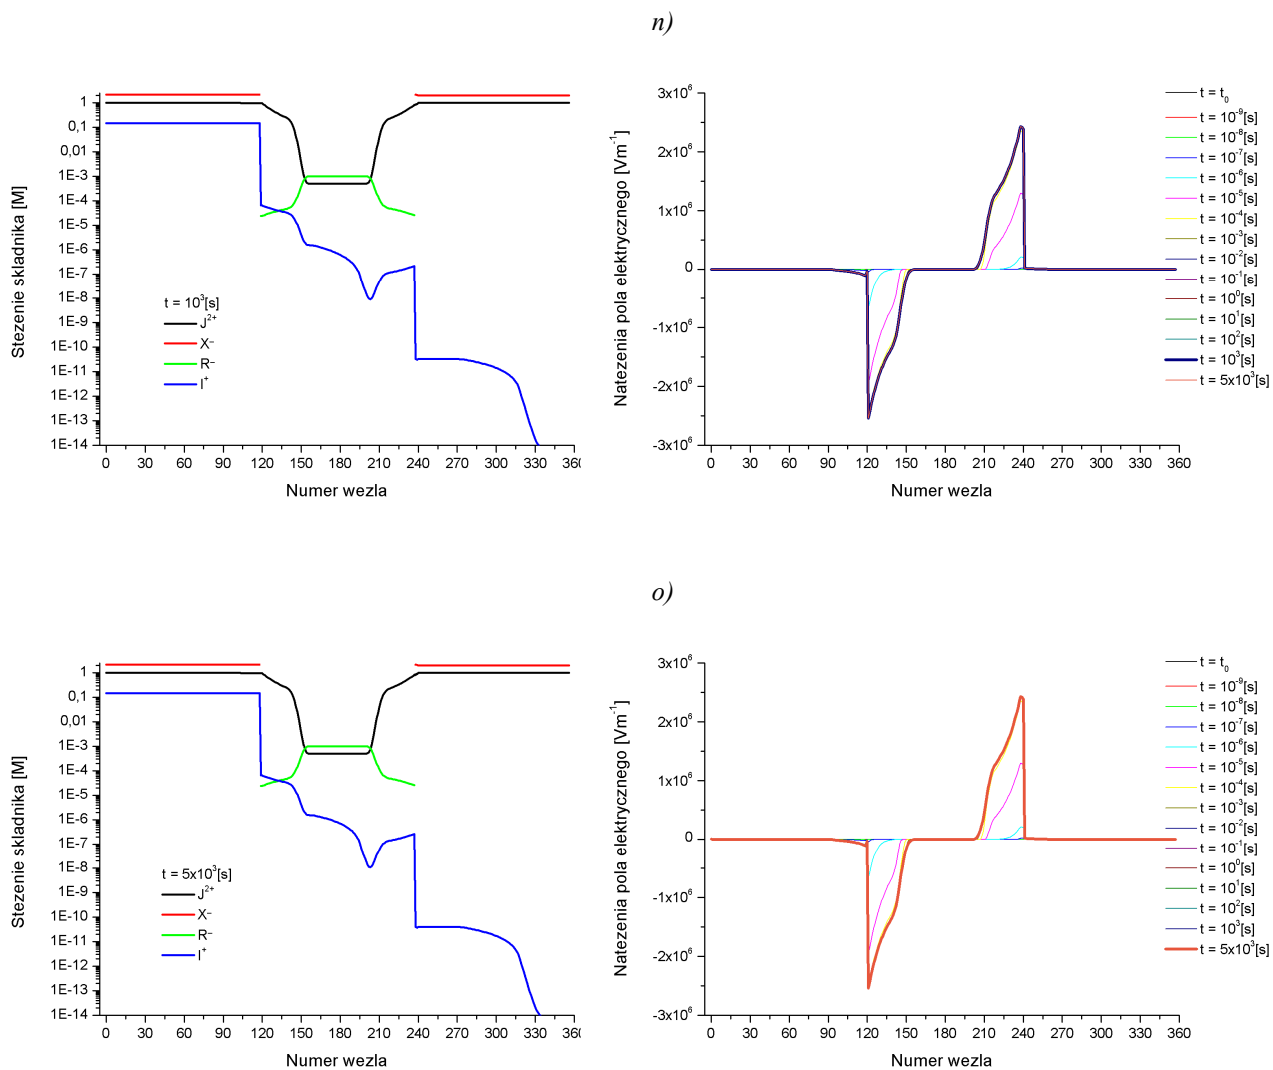 n)
Stezenie skladnika [M]
1
0,1
0,01
1E-3
1E-4
1E-5
1E-6
1E-7
1E-8
1E-9
1E-10
1E-11
1E-12
1E-13
1E-14
t = 10³[s]
J²⁺
X⁻
R⁻
I⁺
0 30 60 90 120 150 180 210 240 270 300 330 360
Numer wezla
Natezenia pola elektrycznego [Vm⁻¹]
3x10⁶
2x10⁶
1x10⁶
0
-1x10⁶
-2x10⁶
-3x10⁶
0 30 60 90 120 150 180 210 240 270 300 330 360
Numer wezla
t = t₀
t = 10⁻⁹[s]
t = 10⁻⁸[s]
t = 10⁻⁷[s]
t = 10⁻⁶[s]
t = 10⁻⁵[s]
t = 10⁻⁴[s]
t = 10⁻³[s]
t = 10⁻²[s]
t = 10⁻¹[s]
t = 10⁰[s]
t = 10¹[s]
t = 10²[s]
t = 10³[s]
t = 5x10³[s]
o)
Stezenie skladnika [M]
1
0,1
0,01
1E-3
1E-4
1E-5
1E-6
1E-7
1E-8
1E-9
1E-10
1E-11
1E-12
1E-13
1E-14
t = 5x10³[s]
J²⁺
X⁻
R⁻
I⁺
0 30 60 90 120 150 180 210 240 270 300 330 360
Numer wezla
Natezenia pola elektrycznego [Vm⁻¹]
3x10⁶
2x10⁶
1x10⁶
0
-1x10⁶
-2x10⁶
-3x10⁶
0 30 60 90 120 150 180 210 240 270 300 330 360
Numer wezla
t = t₀
t = 10⁻⁹[s]
t = 10⁻⁸[s]
t = 10⁻⁷[s]
t = 10⁻⁶[s]
t = 10⁻⁵[s]
t = 10⁻⁴[s]
t = 10⁻³[s]
t = 10⁻²[s]
t = 10⁻¹[s]
t = 10⁰[s]
t = 10¹[s]
t = 10²[s]
t = 10³[s]
t = 5x10³[s]